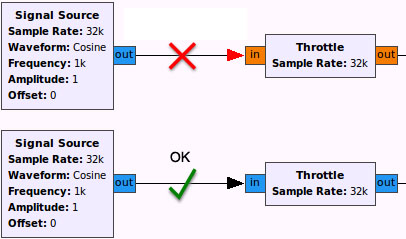 Signal Source
Sample Rate: 32k
Waveform: Cosine
Frequency: 1k
Amplitude: 1
Offset: 0
out
in
Throttle
Sample Rate: 32k
out
Signal Source
Sample Rate: 32k
Waveform: Cosine
Frequency: 1k
Amplitude: 1
Offset: 0
out
OK
in
Throttle
Sample Rate: 32k
out